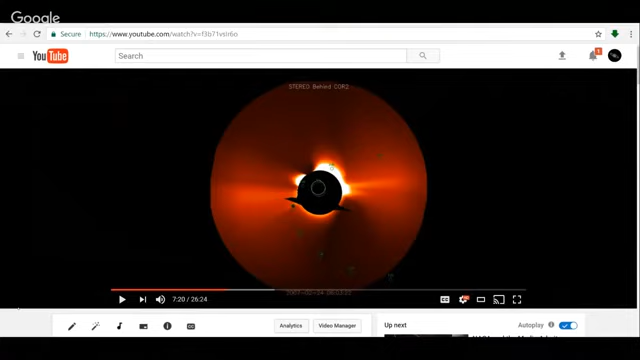 Google
Secure https://www.youtube.com/watch?v=f3b71vsIr6o
YouTube
Search
STEREO Behind COR2
7:20 / 26:24
Analytics
Video Manager
Up next
Autoplay